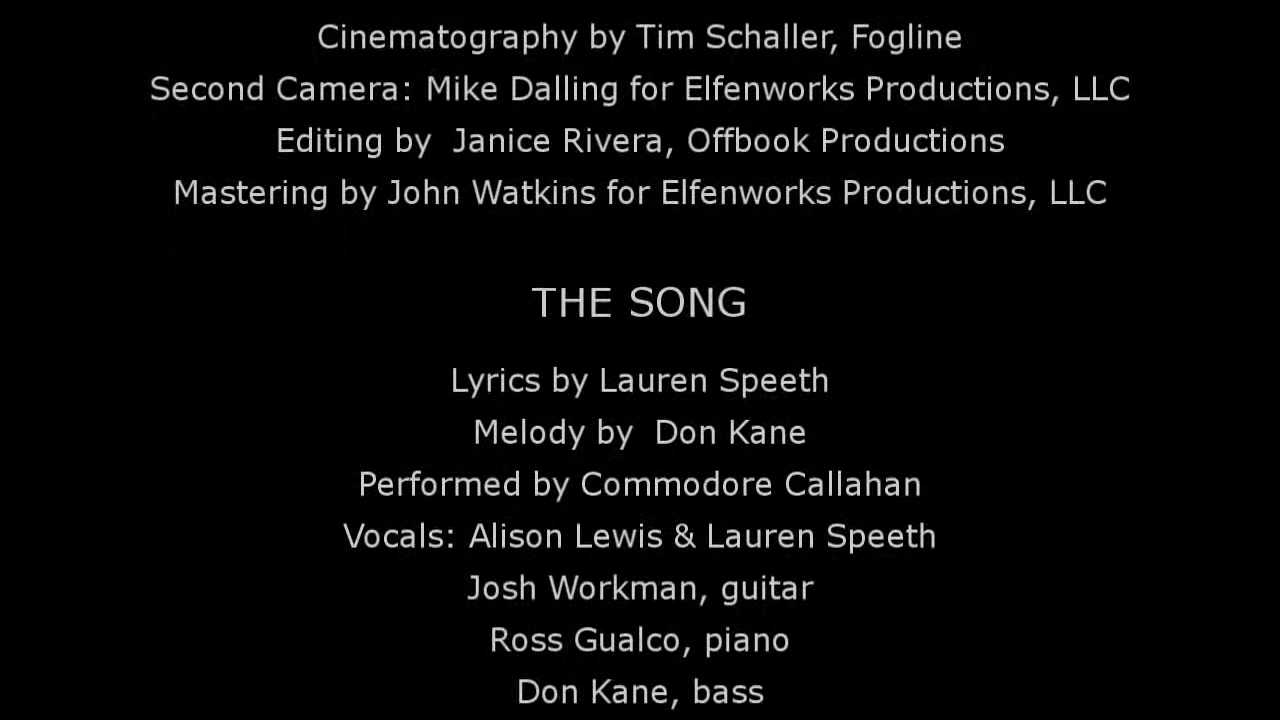 Cinematography by Tim Schaller, Fogline
Second Camera: Mike Dalling for Elfenworks Productions, LLC
Editing by  Janice Rivera, Offbook Productions
Mastering by John Watkins for Elfenworks Productions, LLC
THE SONG
Lyrics by Lauren Speeth
Melody by  Don Kane
Performed by Commodore Callahan
Vocals: Alison Lewis & Lauren Speeth
Josh Workman, guitar
Ross Gualco, piano
Don Kane, bass